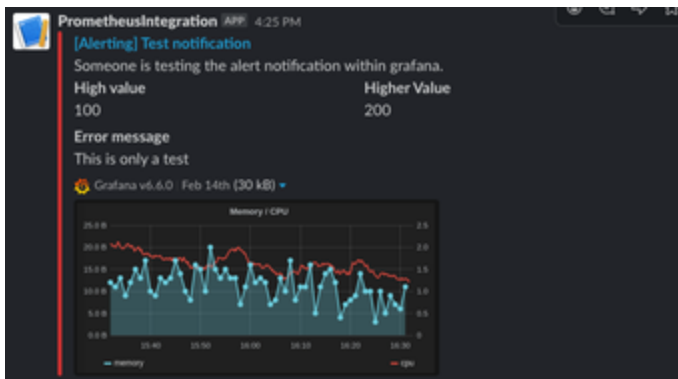 PrometheusIntegration APP 4:25 PM
[Alerting] Test notification
Someone is testing the alert notification within grafana.
High value Higher Value
100 200
Error message
This is only a test
Grafana v6.6.0 Feb 14th (30 kB)
Memory / CPU
25.0 B 2.5
20.0 B 2.0
15.0 B 1.5
10.0 B 1.0
5.0 B 0.5
0.0 B 0
15:40 15:50 16:00 16:10 16:20 16:30
memory cpu